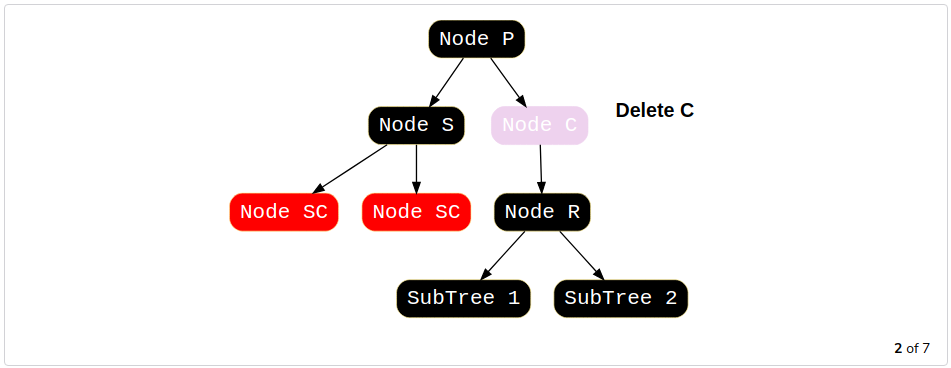 Node P
Node S
Node C
Delete C
Node SC
Node SC
Node R
SubTree 1
SubTree 2
2 of 7